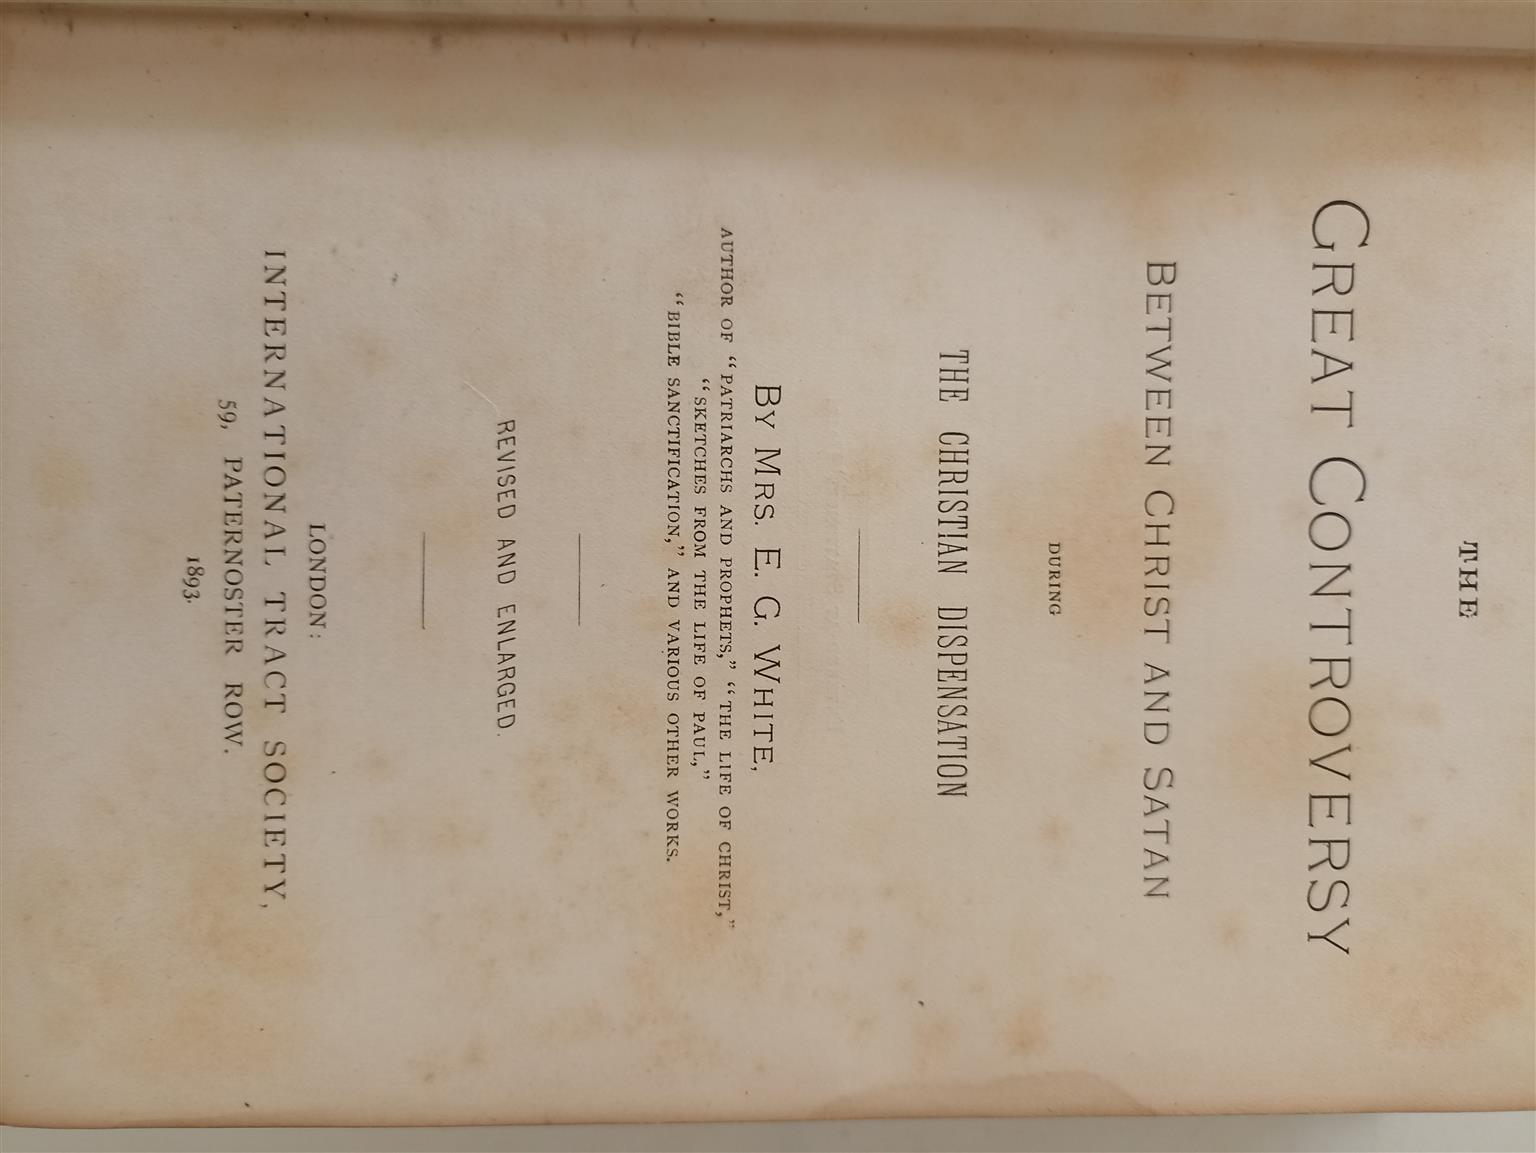 THE
GREAT CONTROVERSY
BETWEEN CHRIST AND SATAN
DURING
THE CHRISTIAN DISPENSATION
BY MRS. E. G. WHITE,
AUTHOR OF "PATRIARCHS AND PROPHETS," "THE LIFE OF CHRIST,"
"SKETCHES FROM THE LIFE OF PAUL,"
"BIBLE SANCTIFICATION," AND VARIOUS OTHER WORKS.
REVISED AND ENLARGED.
LONDON:
INTERNATIONAL TRACT SOCIETY,
59, PATERNOSTER ROW.
1893.